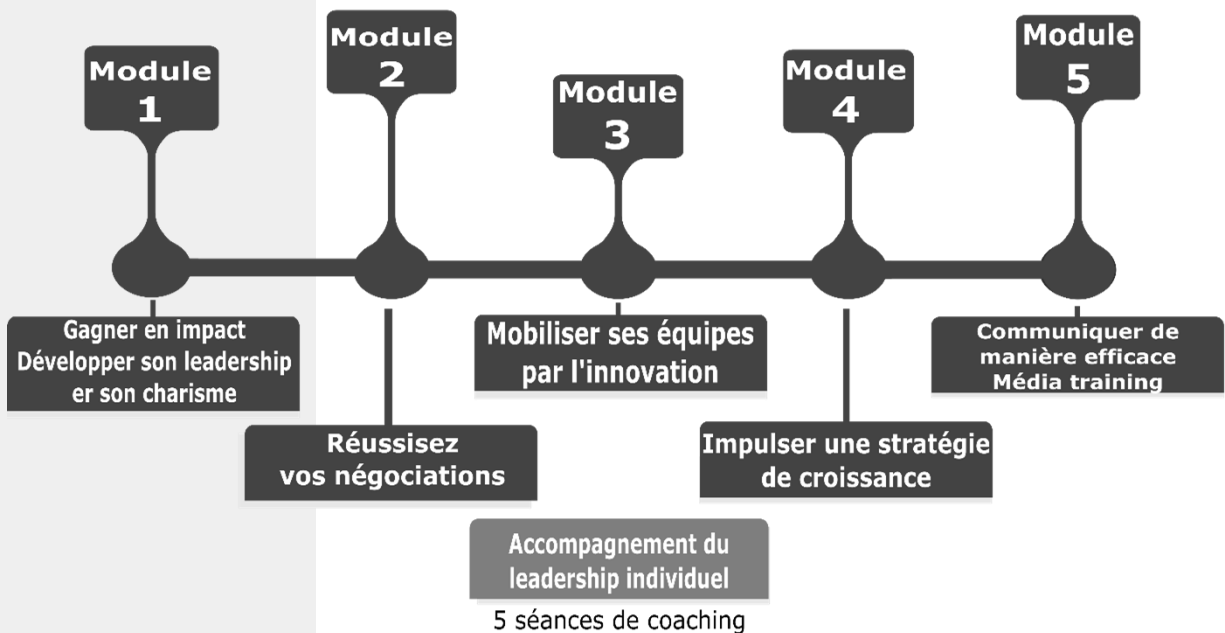 Module
1
Module
2
Module
3
Module
4
Module
5
Gagner en impact
Développer son leadership
er son charisme
Réussisez
vos négociations
Mobiliser ses équipes
par l'innovation
Impulser une stratégie
de croissance
Communiquer de
manière efficace
Média training
Accompagnement du
leadership individuel
5 séances de coaching